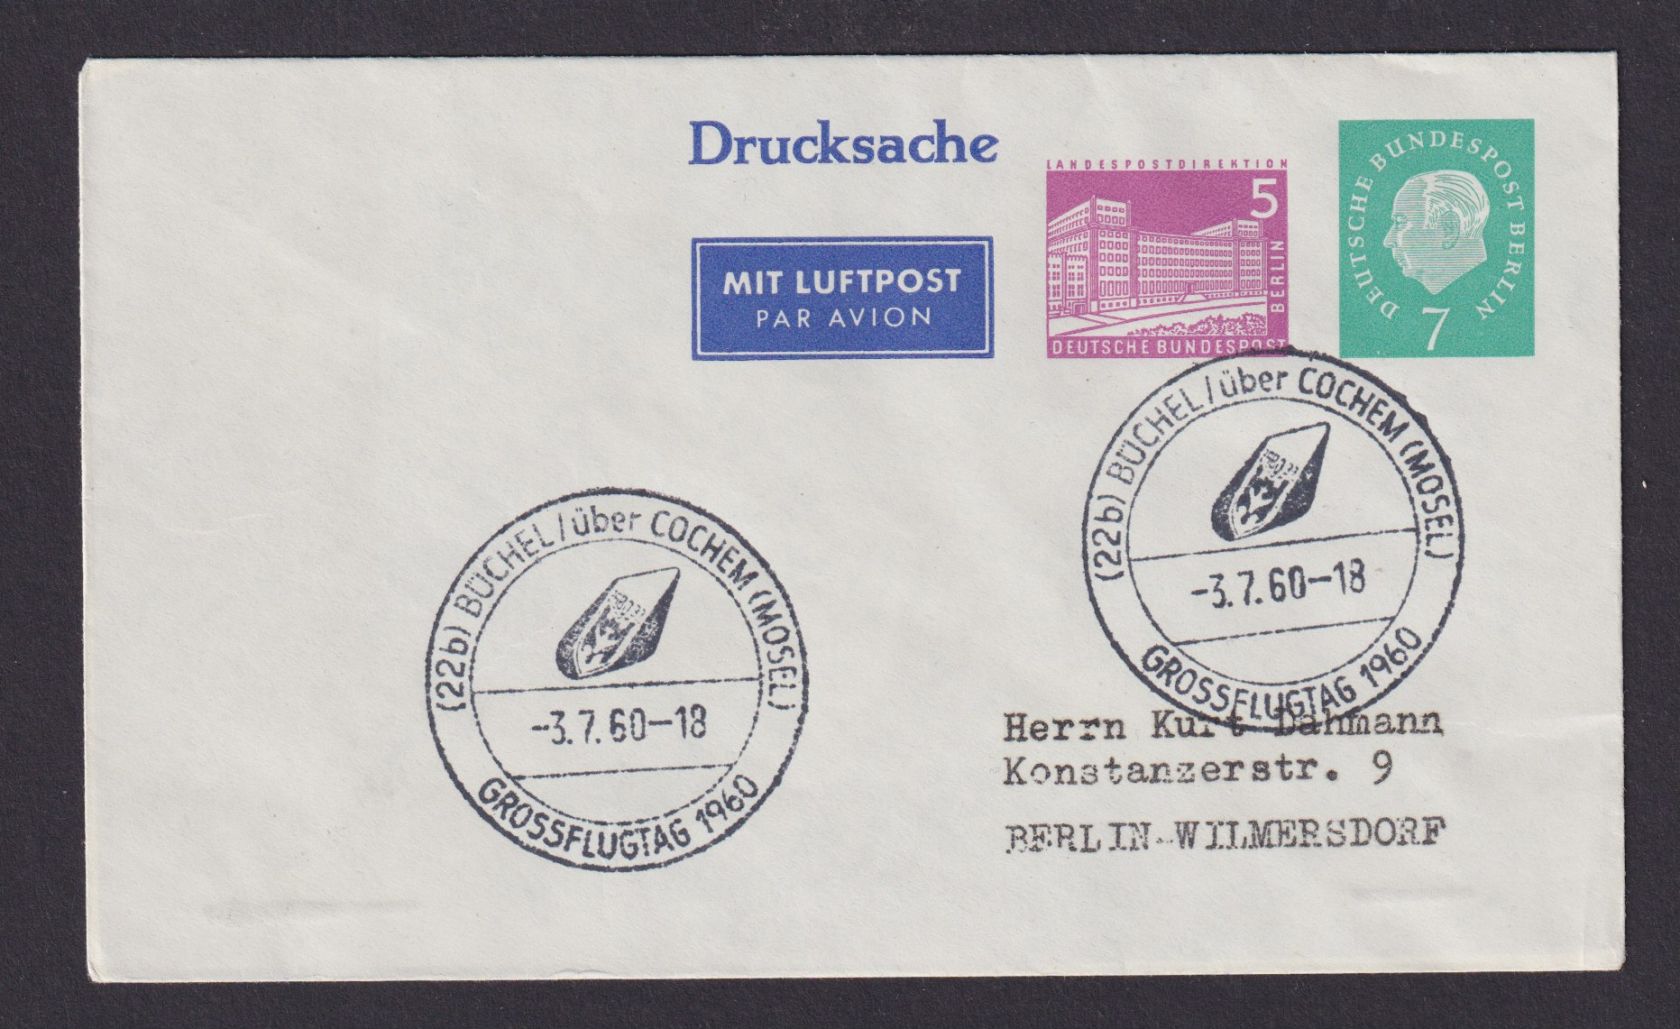 Drucksache
MIT LUFTPOST
PAR AVION
LANDESPOSTDIREKTION
5
BERLIN
DEUTSCHE BUNDESPOST
DEUTSCHE BUNDESPOST BERLIN
7
(22b) BÜCHEL/über COCHEM (MOSEL)
-3.7.60-18
GROSSFLUGTAG 1960
(22b) BÜCHEL/über COCHEM (MOSEL)
-3.7.60-18
GROSSFLUGTAG 1960
Herrn Kurt Dahmann
Konstanzerstr. 9
BERLIN-WILMERSDORF